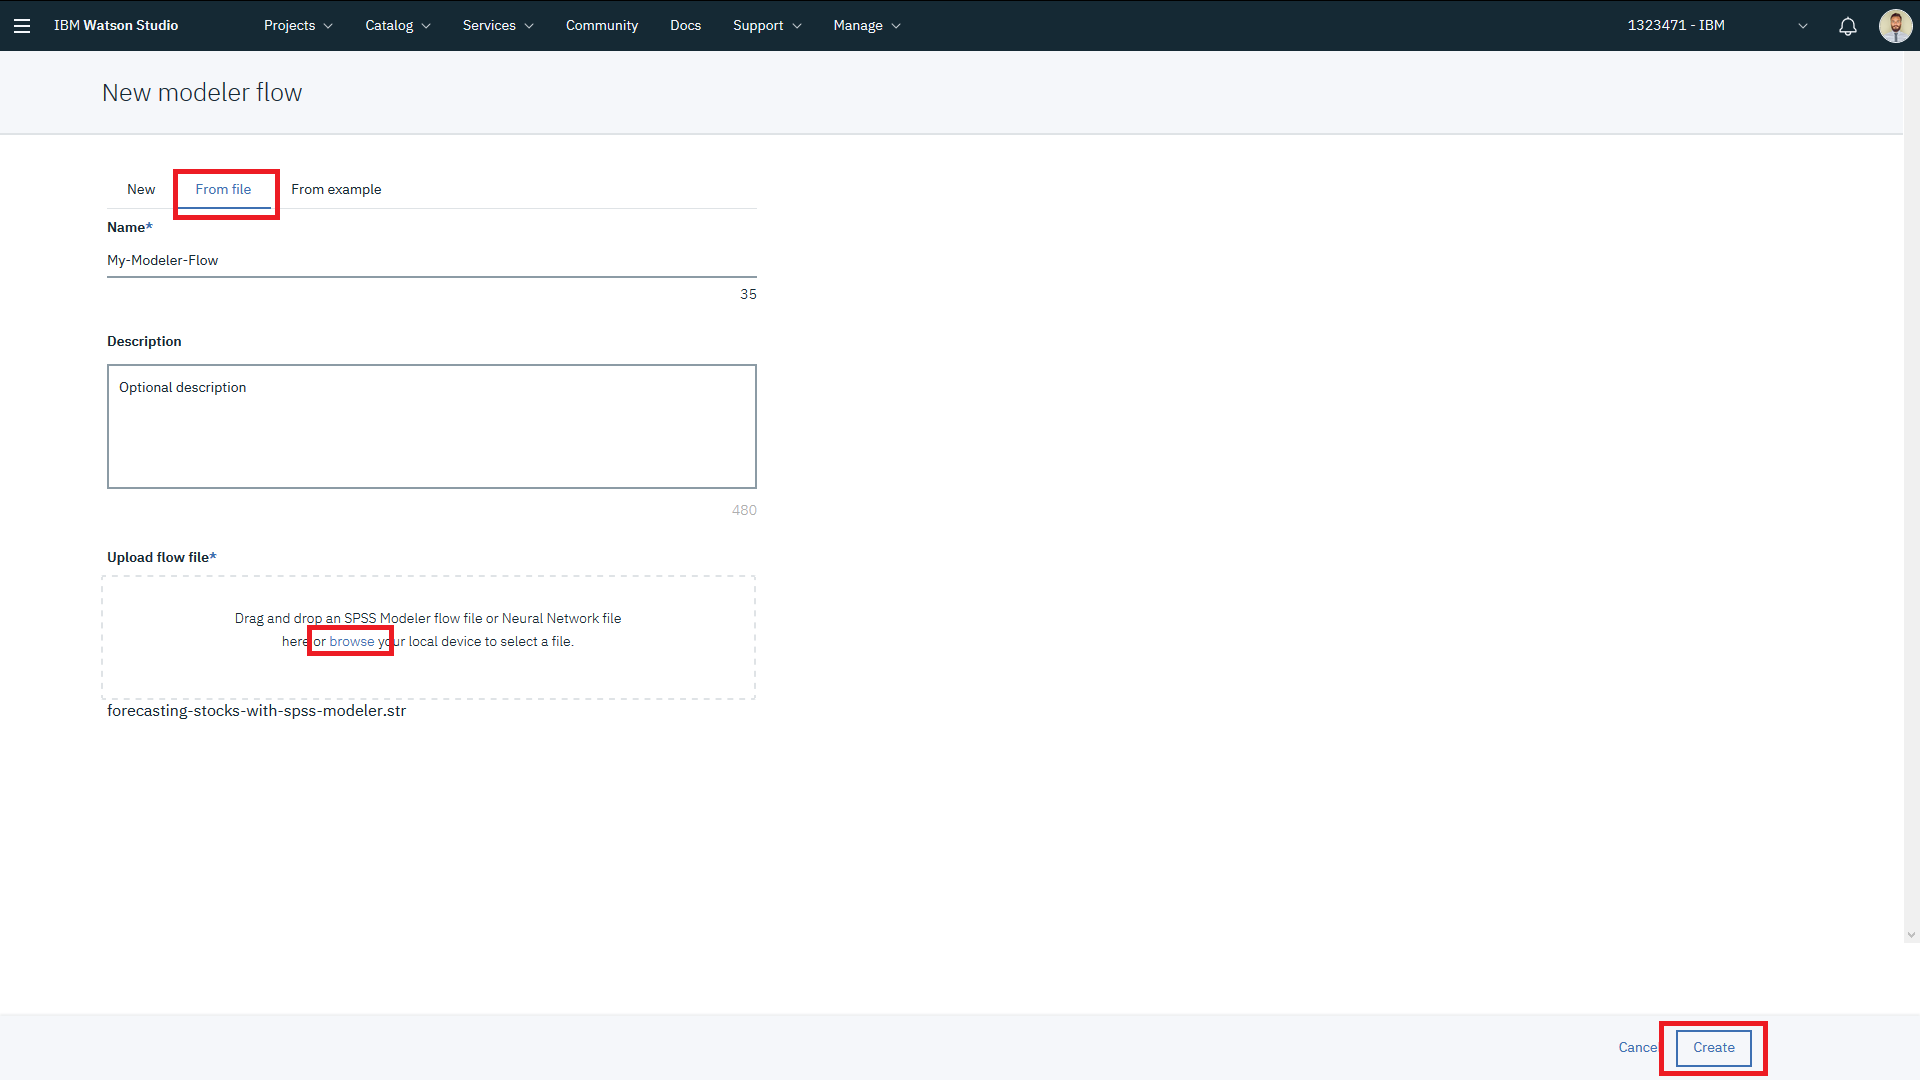 IBM Watson Studio Projects Catalog Services Community Docs Support Manage 1323471 - IBM
New modeler flow
New From file From example
Name*
My-Modeler-Flow
35
Description
Optional description
480
Upload flow file*
Drag and drop an SPSS Modeler flow file or Neural Network file
here or browse your local device to select a file.
forecasting-stocks-with-spss-modeler.str
Cancel Create